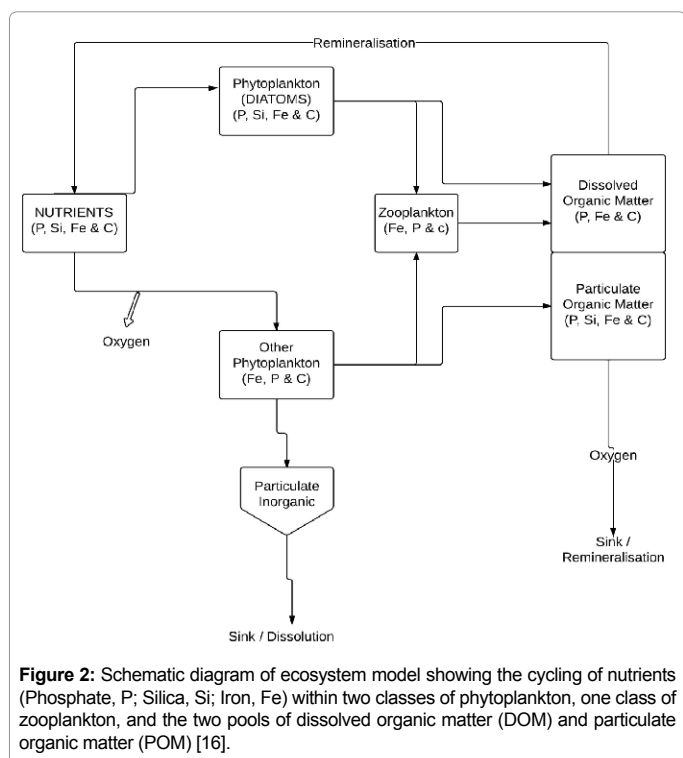 Remineralisation
Phytoplankton
(DIATOMS)
(P, Si, Fe & C)
NUTRIENTS
(P, Si, Fe & C)
Zooplankton
(Fe, P & c)
Dissolved
Organic Matter
(P, Fe & C)
Particulate
Organic Matter
(P, Si, Fe & C)
Oxygen
Other
Phytoplankton
(Fe, P & C)
Particulate
Inorganic
Oxygen
Sink /
Remineralisation
Sink / Dissolution
Figure 2: Schematic diagram of ecosystem model showing the cycling of nutrients
(Phosphate, P; Silica, Si; Iron, Fe) within two classes of phytoplankton, one class of
zooplankton, and the two pools of dissolved organic matter (DOM) and particulate
organic matter (POM) [16].